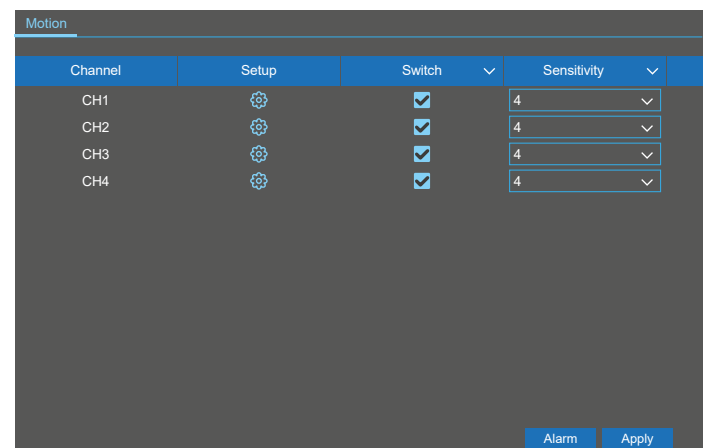 Motion
Channel Setup Switch Sensitivity
CH1 4
CH2 4
CH3 4
CH4 4
Alarm Apply